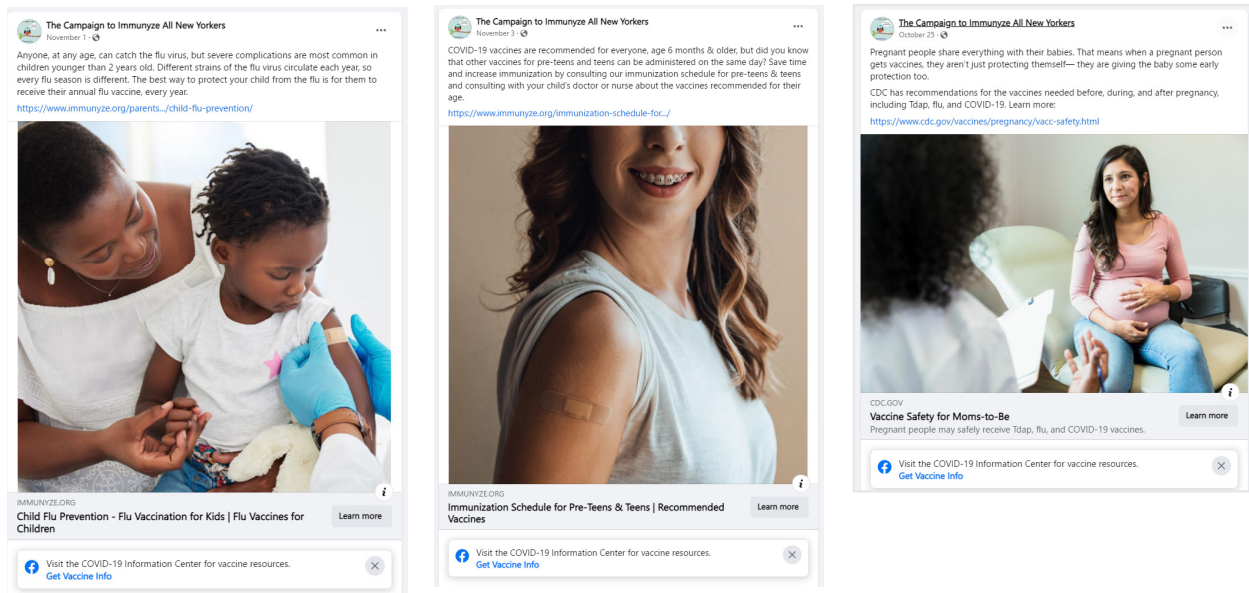 The Campaign to Immunyze All New Yorkers
November 1 ·
Anyone, at any age, can catch the flu virus, but severe complications are most common in
children younger than 2 years old. Different strains of the flu virus circulate each year, so
every flu season is different. The best way to protect your child from the flu is for them to
receive their annual flu vaccine, every year.
https://www.immunyze.org/parents.../child-flu-prevention/
IMMUNYZE.ORG
Child Flu Prevention - Flu Vaccination for Kids | Flu Vaccines for
Children
Learn more
Visit the COVID-19 Information Center for vaccine resources.
Get Vaccine Info
The Campaign to Immunyze All New Yorkers
November 3 ·
COVID-19 vaccines are recommended for everyone, age 6 months & older, but did you know
that other vaccines for pre-teens and teens can be administered on the same day? Save time
and increase immunization by consulting our immunization schedule for pre-teens & teens
and consulting with your child's doctor or nurse about the vaccines recommended for their
age.
https://www.immunyze.org/immunization-schedule-for.../
IMMUNYZE.ORG
Immunization Schedule for Pre-Teens & Teens | Recommended
Vaccines
Learn more
Visit the COVID-19 Information Center for vaccine resources.
Get Vaccine Info
The Campaign to Immunyze All New Yorkers
October 25 ·
Pregnant people share everything with their babies. That means when a pregnant person
gets vaccines, they aren't just protecting themself— they are giving the baby some early
protection too.
CDC has recommendations for the vaccines needed before, during, and after pregnancy,
including Tdap, flu, and COVID-19. Learn more:
https://www.cdc.gov/vaccines/pregnancy/vacc-safety.html
CDC.GOV
Vaccine Safety for Moms-to-Be
Pregnant people may safely receive Tdap, flu, and COVID-19 vaccines.
Learn more
Visit the COVID-19 Information Center for vaccine resources.
Get Vaccine Info